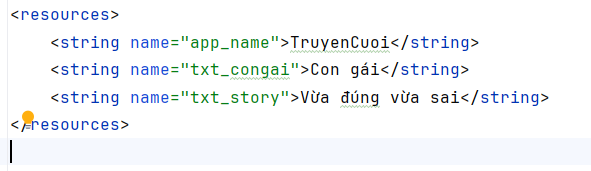 <resources>
    <string name="app_name">TruyenCuoi</string>
    <string name="txt_congai">Con gái</string>
    <string name="txt_story">Vừa đúng vừa sai</string>
</resources>